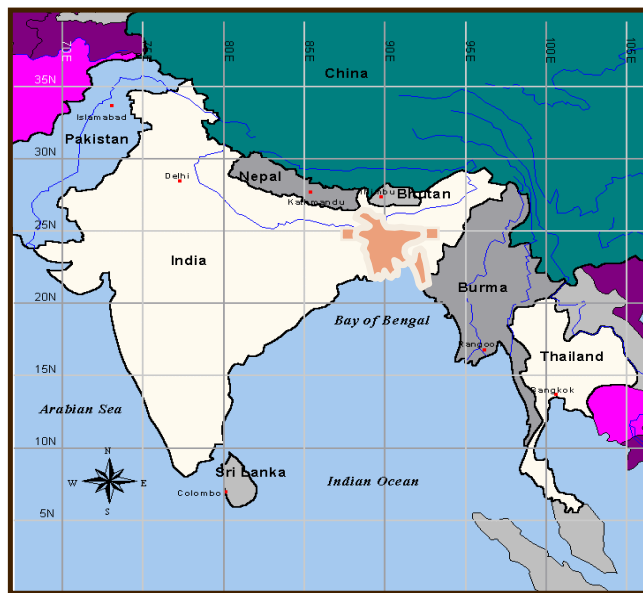 70E
75E
80E
85E
90E
95E
100E
105E
China
35N
Islamabad
Pakistan
30N
Delhi
Nepal
Bhutan
Kathmandu
25N
India
Burma
20N
Bay of Bengal
Rangoon
Thailand
15N
Bangkok
Arabian Sea
10N
N
Sri Lanka
W
E
Indian Ocean
Colombo
S
5N